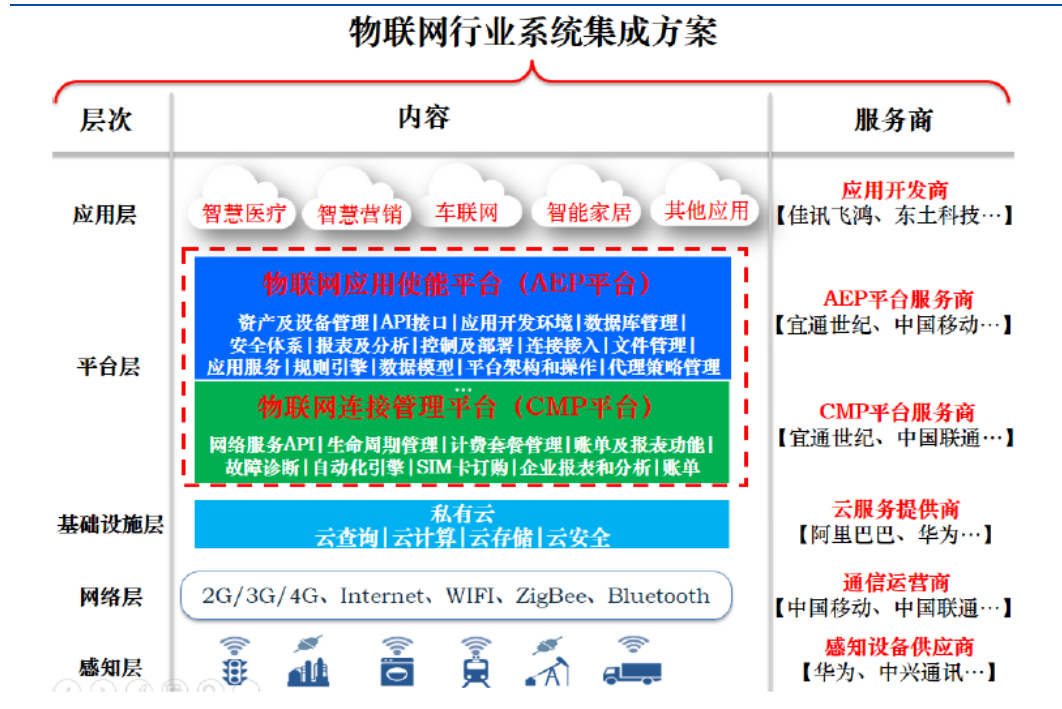 物联网行业系统集成方案
层次
内容
服务商
应用层
智慧医疗
智慧营销
车联网
智能家居
其他应用
应用开发商
【佳讯飞鸿、东土科技…】
平台层
物联网应用使能平台（AEP平台）
资产及设备管理|API接口|应用开发环境|数据库管理|
安全体系|报表及分析|控制及部署|连接接入|文件管理|
应用服务|规则引擎|数据模型|平台架构和操作|代理策略管理
…
AEP平台服务商
【宜通世纪、中国移动…】
物联网连接管理平台（CMP平台）
网络服务API|生命周期管理|计费套餐管理|账单及报表功能|
故障诊断|自动化引擎|SIM卡订购|企业报表和分析|账单
CMP平台服务商
【宜通世纪、中国联通…】
基础设施层
私有云
云查询|云计算|云存储|云安全
云服务提供商
【阿里巴巴、华为…】
网络层
2G/3G/4G、Internet、WIFI、ZigBee、Bluetooth
通信运营商
【中国移动、中国联通…】
感知层
感知设备供应商
【华为、中兴通讯…】